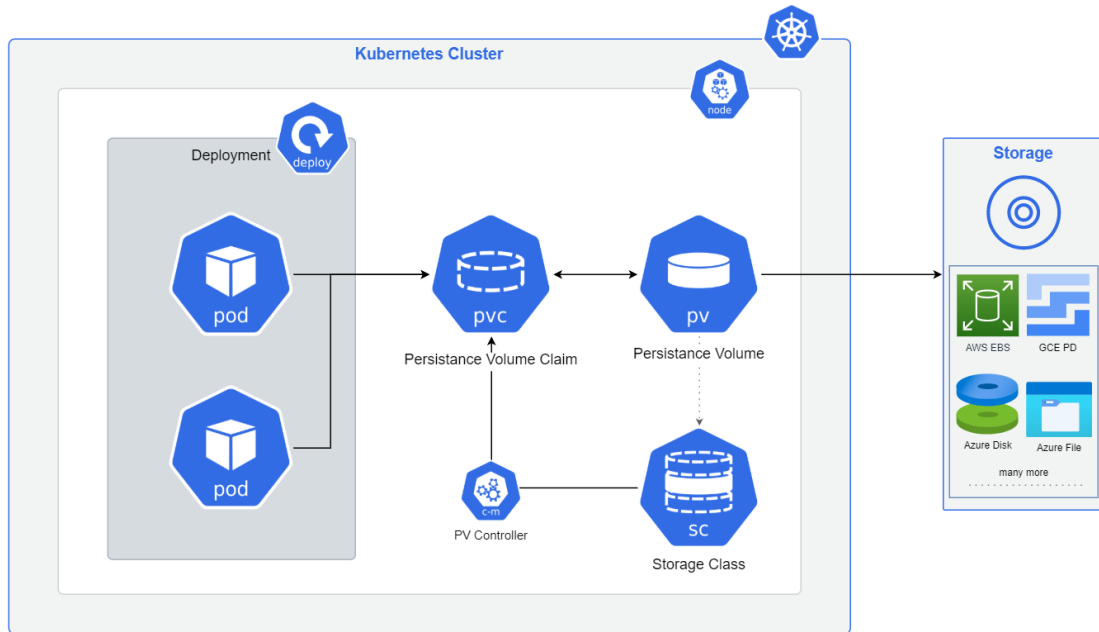 Kubernetes Cluster
node
Deployment
deploy
Storage
pod
pvc
pv
Persistance Volume Claim
Persistance Volume
AWS EBS
GCE PD
pod
c-m
PV Controller
sc
Storage Class
Azure Disk
Azure File
many more